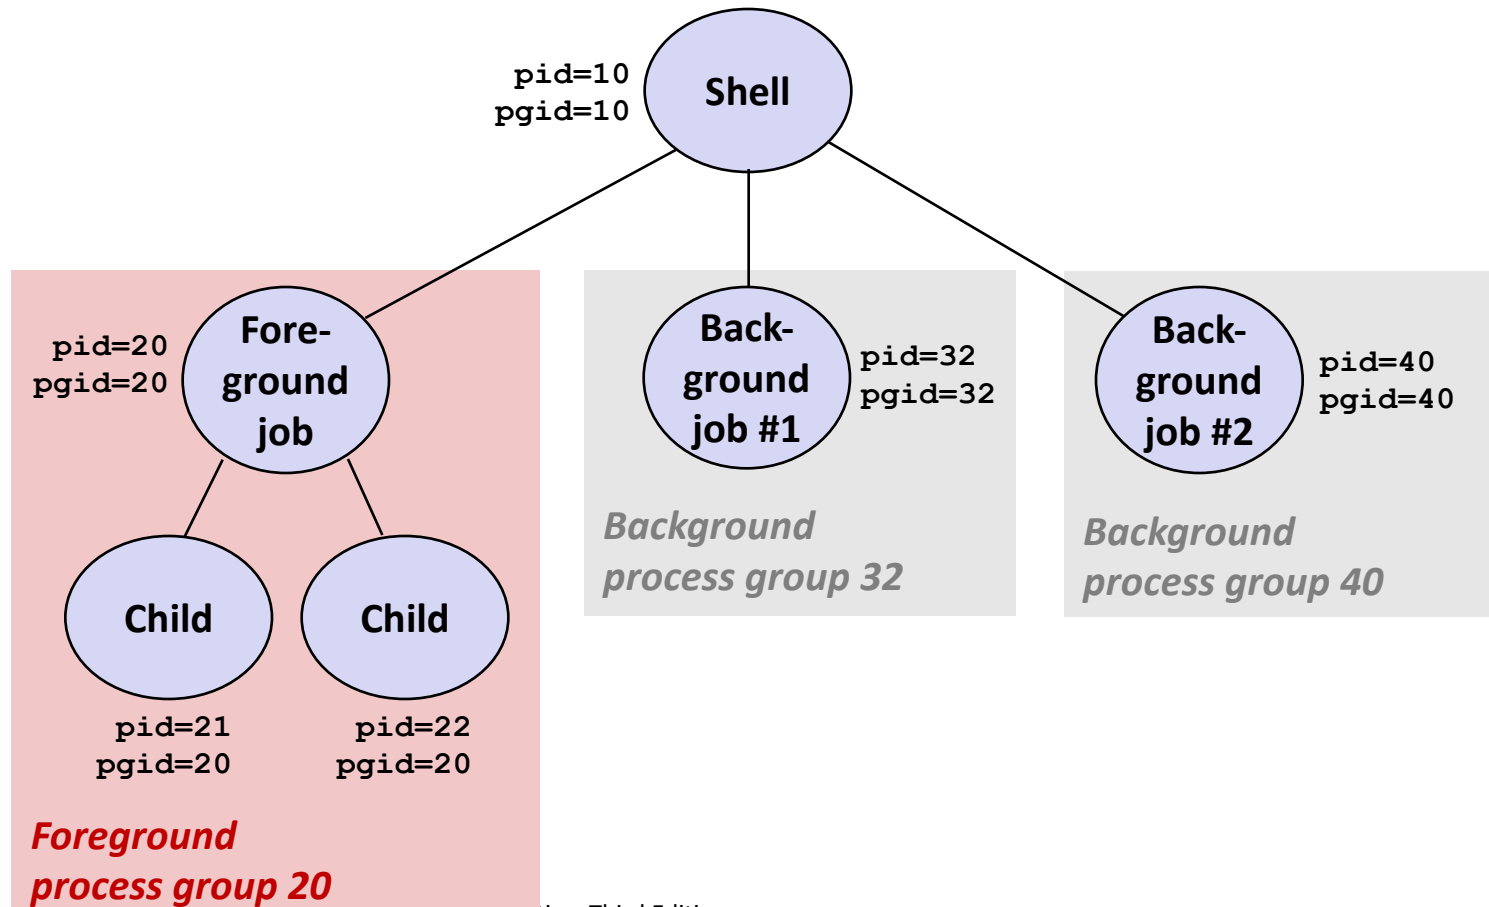 pid=10
pgid=10
Shell
pid=20
pgid=20
Fore-
ground
job
Back-
ground
job #1
pid=32
pgid=32
Back-
ground
job #2
pid=40
pgid=40
Background
process group 32
Background
process group 40
Child
Child
pid=21
pgid=20
pid=22
pgid=20
Foreground
process group 20
Third